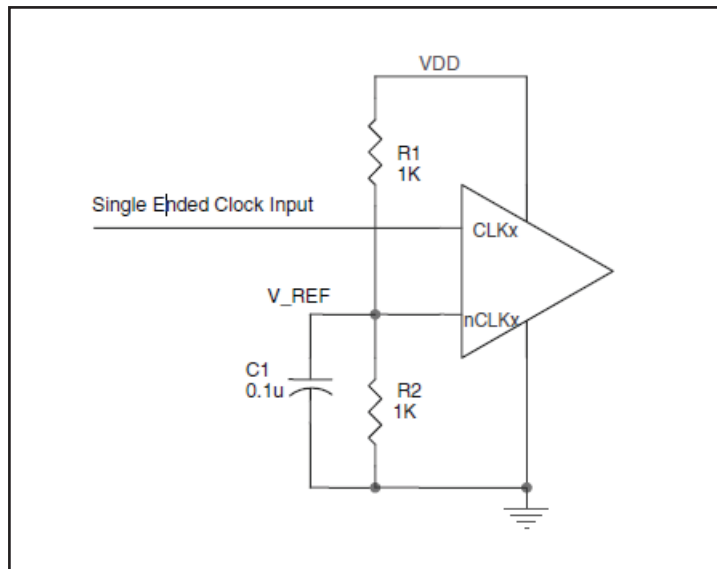 VDD
R1
1K
Single Ended Clock Input
CLKx
V_REF
nCLKx
C1
0.1u
R2
1K